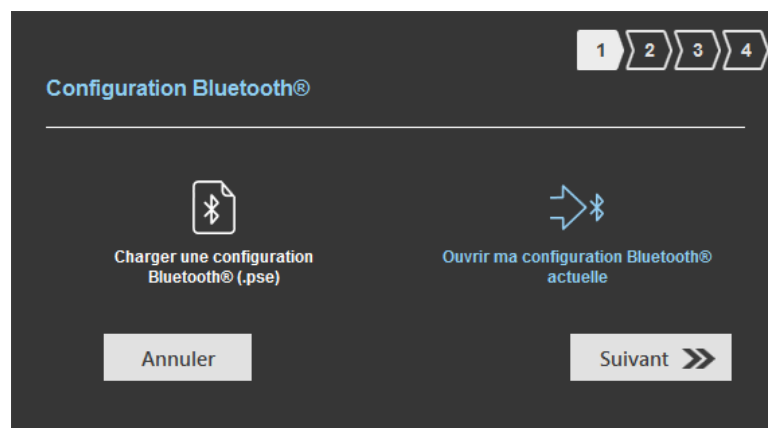 1 2 3 4
Configuration Bluetooth®
Charger une configuration
Bluetooth® (.pse)
Ouvrir ma configuration Bluetooth®
actuelle
Annuler
Suivant